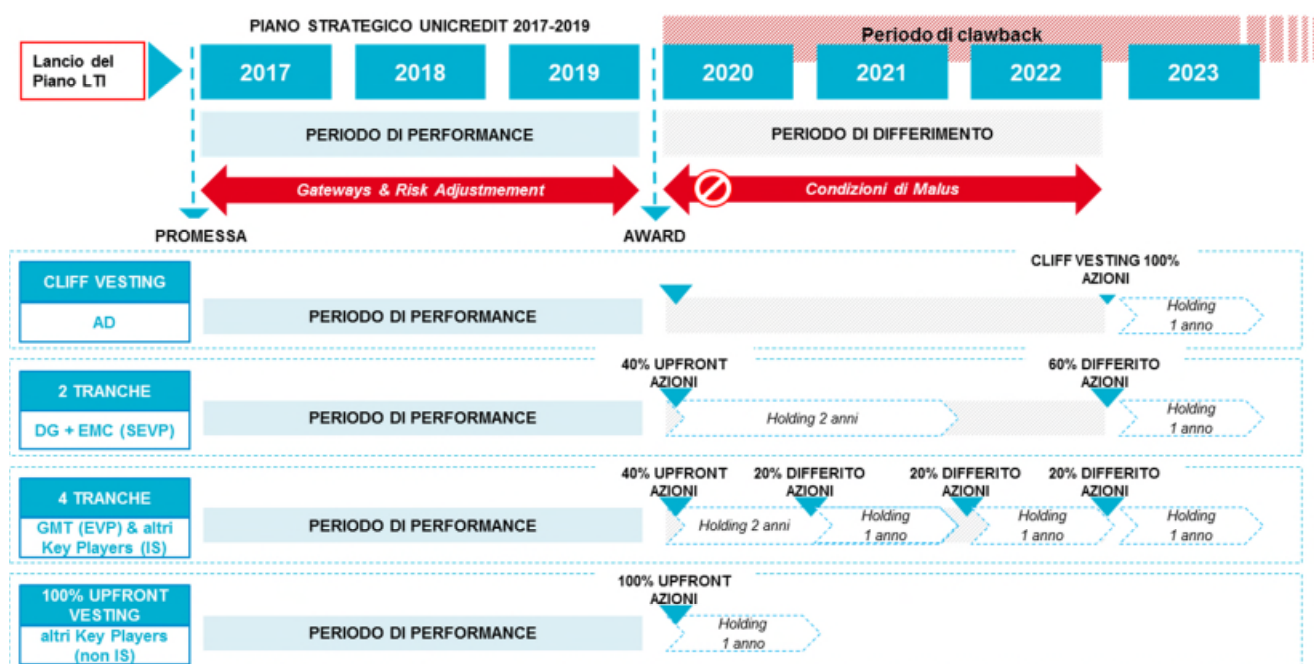 PIANO STRATEGICO UNICREDIT 2017-2019
Periodo di clawback
Lancio del
Piano LTI
2017
2018
2019
2020
2021
2022
2023
PERIODO DI PERFORMANCE
PERIODO DI DIFFERIMENTO
Gateways & Risk Adjustmement
Condizioni di Malus
PROMESSA
AWARD
CLIFF VESTING
AD
PERIODO DI PERFORMANCE
CLIFF VESTING 100%
AZIONI
Holding
1 anno
2 TRANCHE
DG + EMC (SEVP)
PERIODO DI PERFORMANCE
40% UPFRONT
AZIONI
Holding 2 anni
60% DIFFERITO
AZIONI
Holding
1 anno
4 TRANCHE
GMT (EVP) & altri
Key Players (IS)
PERIODO DI PERFORMANCE
40% UPFRONT
AZIONI
Holding 2 anni
20% DIFFERITO
AZIONI
Holding
1 anno
20% DIFFERITO
AZIONI
Holding
1 anno
20% DIFFERITO
AZIONI
Holding
1 anno
100% UPFRONT
VESTING
altri Key Players
(non IS)
PERIODO DI PERFORMANCE
100% UPFRONT
AZIONI
Holding
1 anno